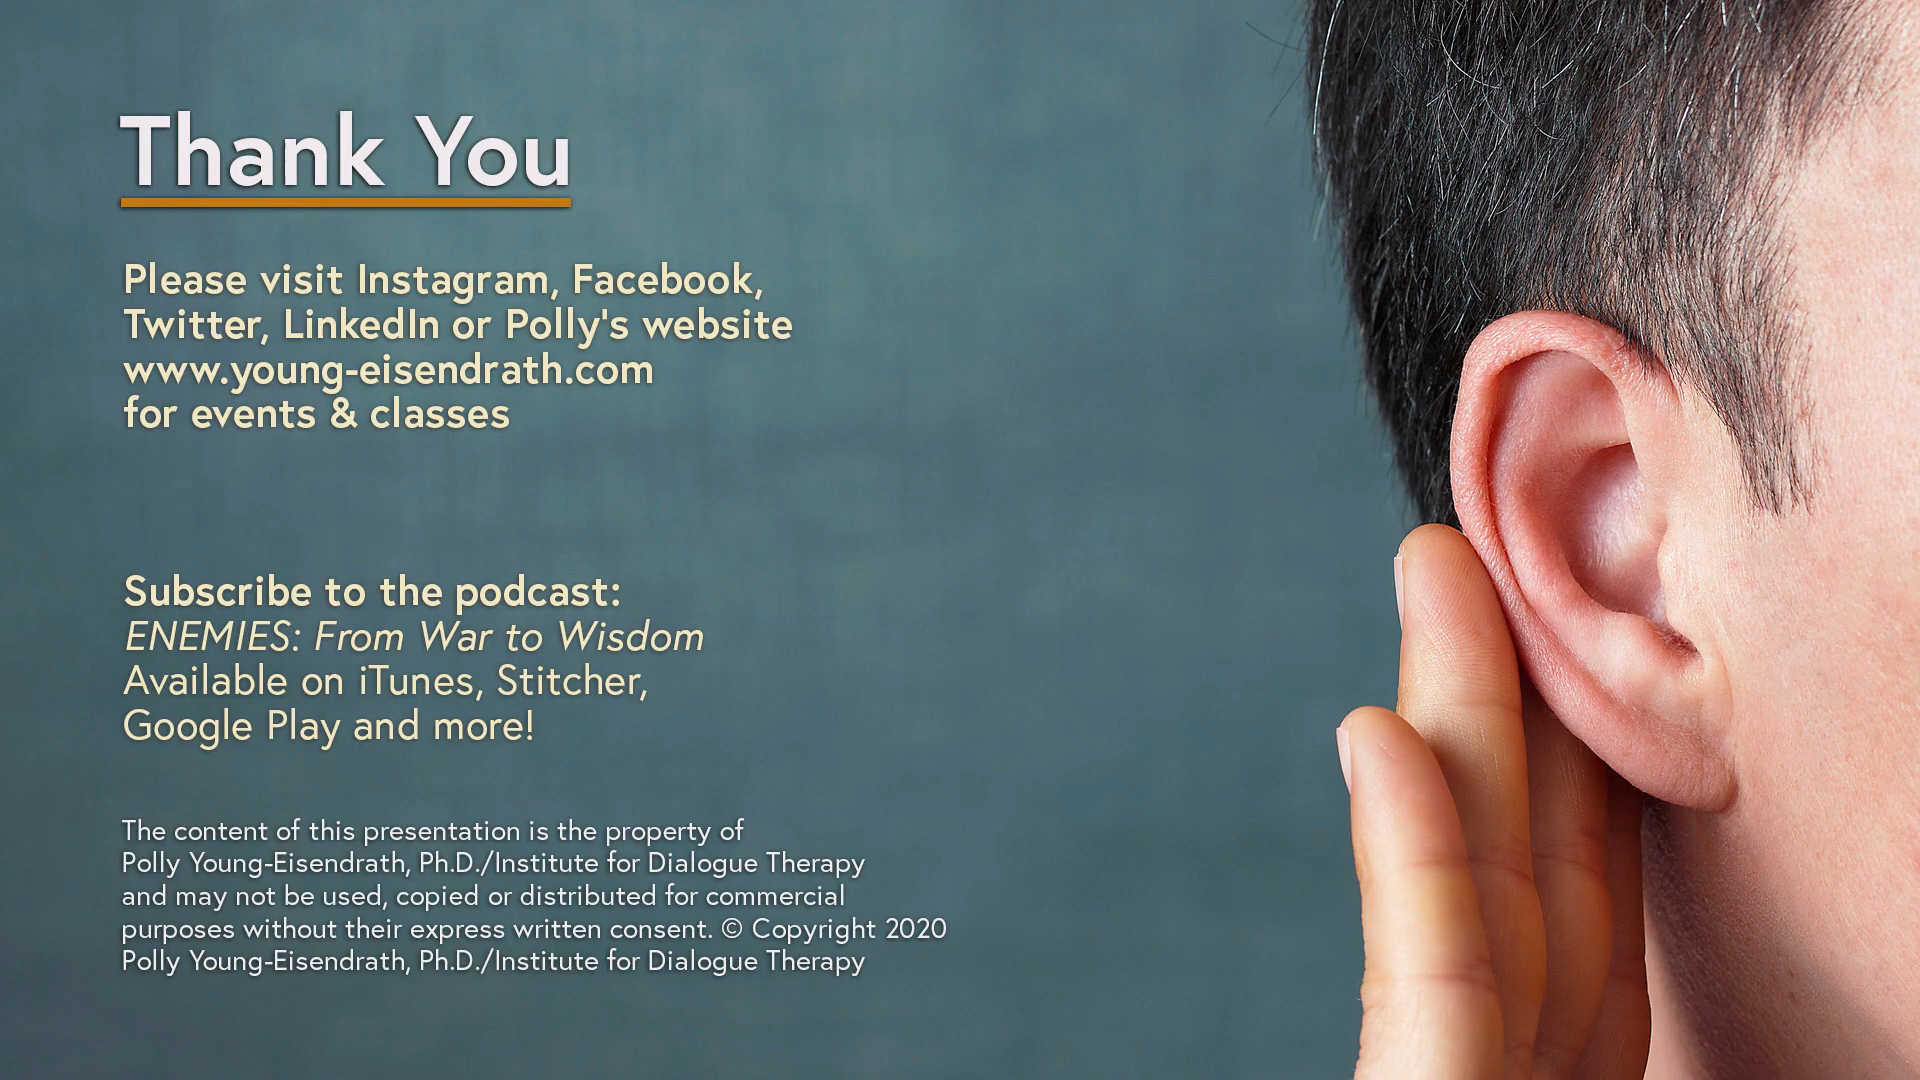 Thank You
Please visit Instagram, Facebook,
Twitter, LinkedIn or Polly's website
www.young-eisendrath.com
for events & classes
Subscribe to the podcast:
ENEMIES: From War to Wisdom
Available on iTunes, Stitcher,
Google Play and more!
The content of this presentation is the property of
Polly Young-Eisendrath, Ph.D./Institute for Dialogue Therapy
and may not be used, copied or distributed for commercial
purposes without their express written consent. © Copyright 2020
Polly Young-Eisendrath, Ph.D./Institute for Dialogue Therapy